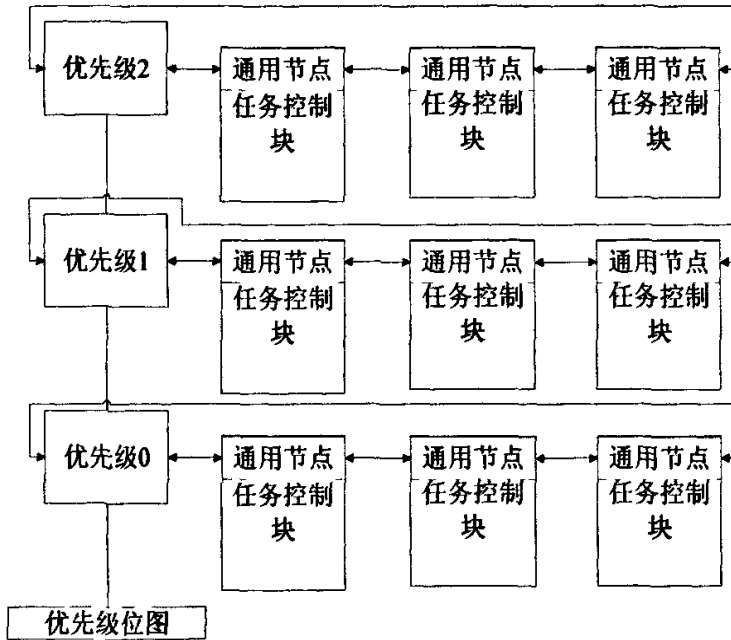 优先级2
通用节点
任务控制
块
通用节点
任务控制
块
通用节点
任务控制
块
优先级1
通用节点
任务控制
块
通用节点
任务控制
块
通用节点
任务控制
块
优先级0
通用节点
任务控制
块
通用节点
任务控制
块
通用节点
任务控制
块
优先级位图